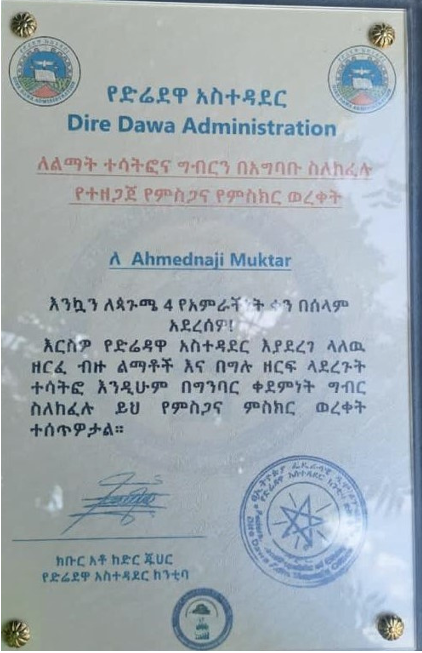 የድሬደዋ አስተዳደር
Dire Dawa Administration
ለልማት ተሳትፎና ግብርን በአግባቡ ስለከፈሉ
የተዘጋጀ የምስጋና የምስክር ወረቀት
ለ Ahmednaji Muktar
እንኳን ለጳጉሜ 4 የአምራችነት ቀን በሰላም
አደረሰዎ!
እርስዎ የድሬዳዋ አስተዳደር እያደረገ ላለዉ
ዘርፈ ብዙ ልማቶች እና በግሉ ዘርፍ ላደረጉት
ተሳትፎ እንዲሁም በግንባር ቀደምነት ግብር
ስለከፈሉ ይህ የምስጋና ምስክር ወረቀት
ተሰጥዎታል።
ክቡር አቶ ከድር ጁሀር
የድሬደዋ አስተዳደር ከንቲባ